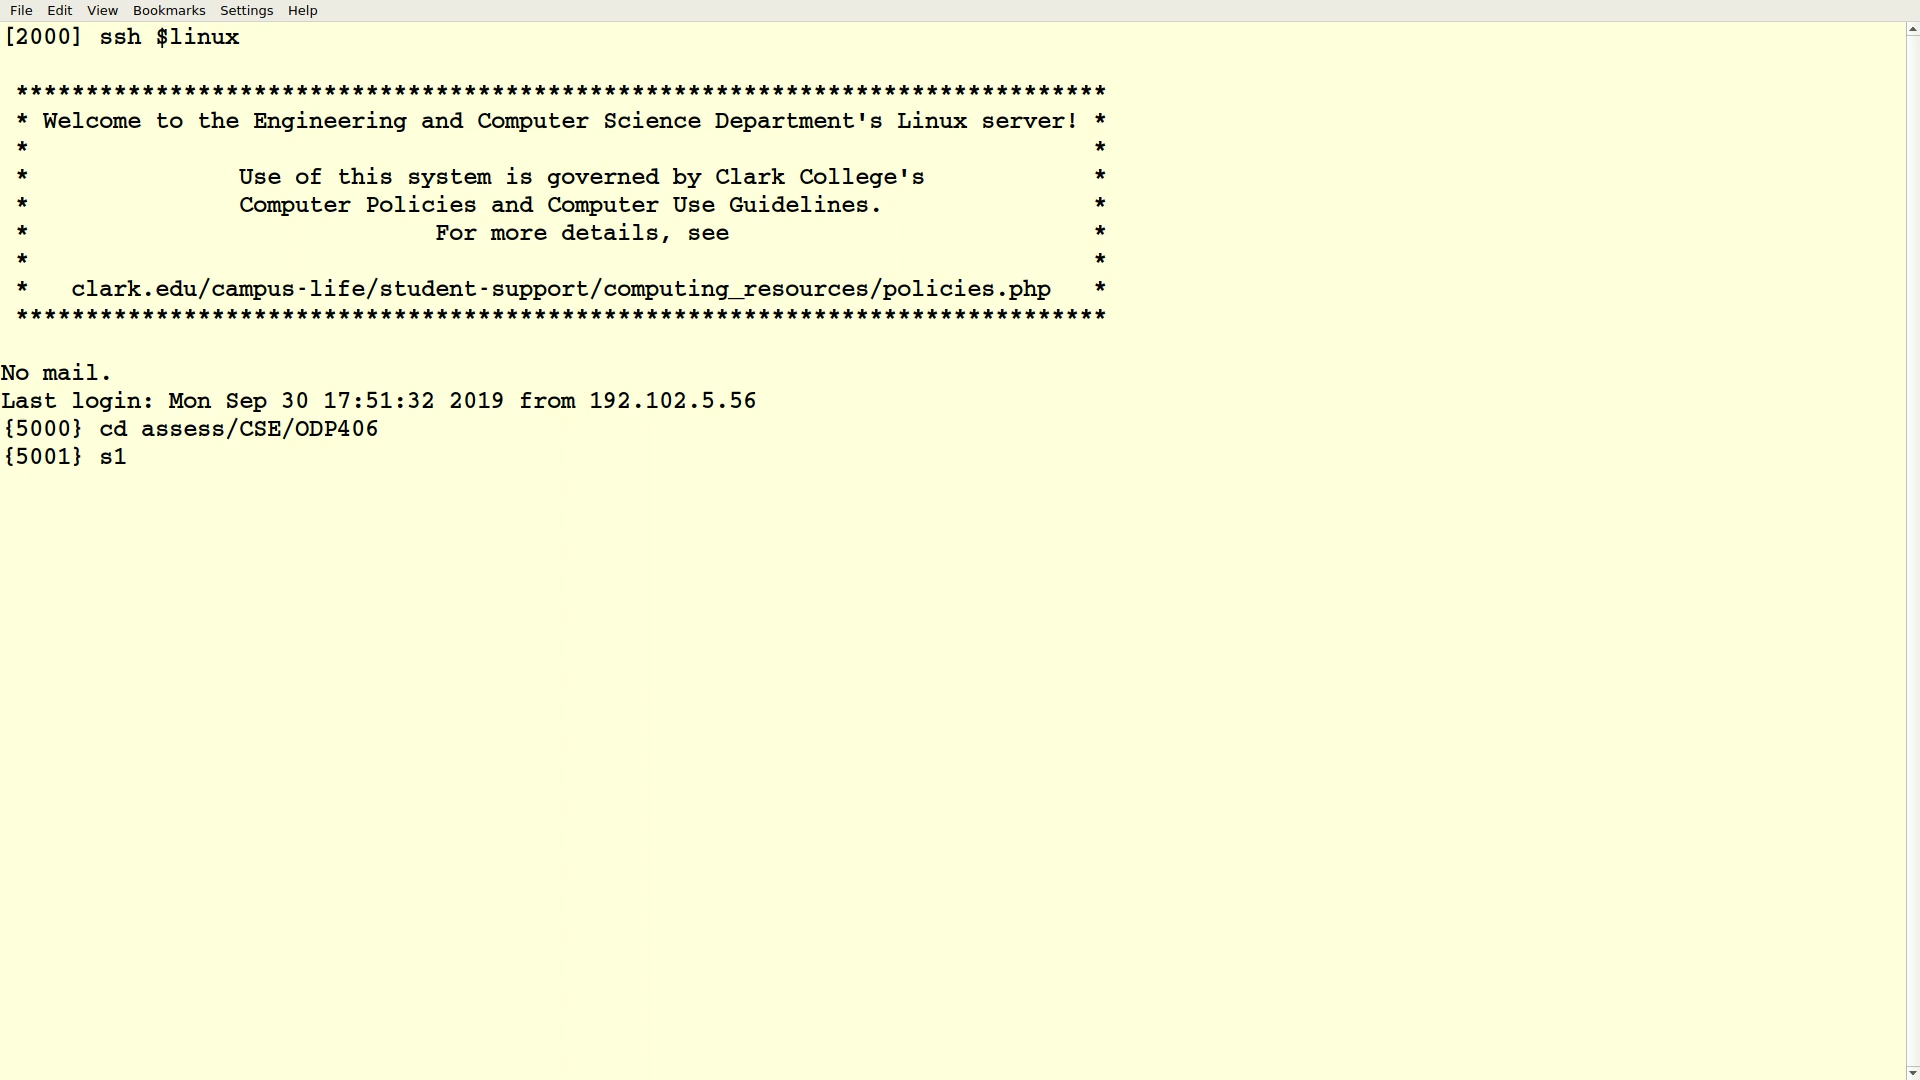 File Edit View Bookmarks Settings Help
[2000] ssh $linux
******************************************************************************
* Welcome to the Engineering and Computer Science Department's Linux server! *
* *
* Use of this system is governed by Clark College's *
* Computer Policies and Computer Use Guidelines. *
* For more details, see *
* *
* clark.edu/campus-life/student-support/computing_resources/policies.php *
******************************************************************************
No mail.
Last login: Mon Sep 30 17:51:32 2019 from 192.102.5.56
{5000} cd assess/CSE/ODP406
{5001} s1